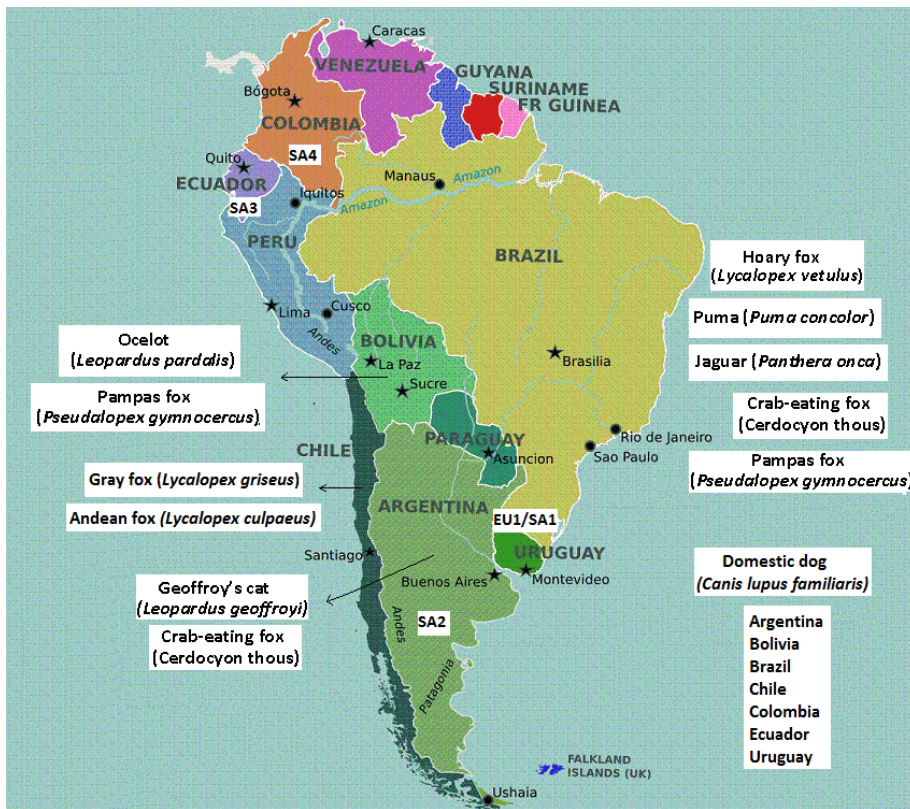 Caracas
VENEZUELA
GUYANA
SURINAME
FR GUINEA
Bógota
COLOMBIA
SA4
Quito
ECUADOR
SA3
Iquitos
Manaus
Amazon
Amazon
PERU
BRAZIL
Lima
Cusco
Andes
BOLIVIA
La Paz
Sucre
Brasilia
Hoary fox
(Lycalopex vetulus)
Puma (Puma concolor)
Jaguar (Panthera onca)
Crab-eating fox
(Cerdocyon thous)
Pampas fox
(Pseudalopex gymnocercus)
Ocelot
(Leopardus pardalis)
Pampas fox
(Pseudalopex gymnocercus)
CHILE
PARAGUAY
Asuncion
Rio de Janeiro
Sao Paulo
Gray fox (Lycalopex griseus)
Andean fox (Lycalopex culpaeus)
ARGENTINA
EU1/SA1
URUGUAY
Santiago
Buenos Aires
Montevideo
Geoffroy's cat
(Leopardus geoffroyi)
Crab-eating fox
(Cerdocyon thous)
SA2
Andes
Patagonia
Domestic dog
(Canis lupus familiaris)
Argentina
Bolivia
Brazil
Chile
Colombia
Ecuador
Uruguay
FALKLAND
ISLANDS (UK)
Ushaia